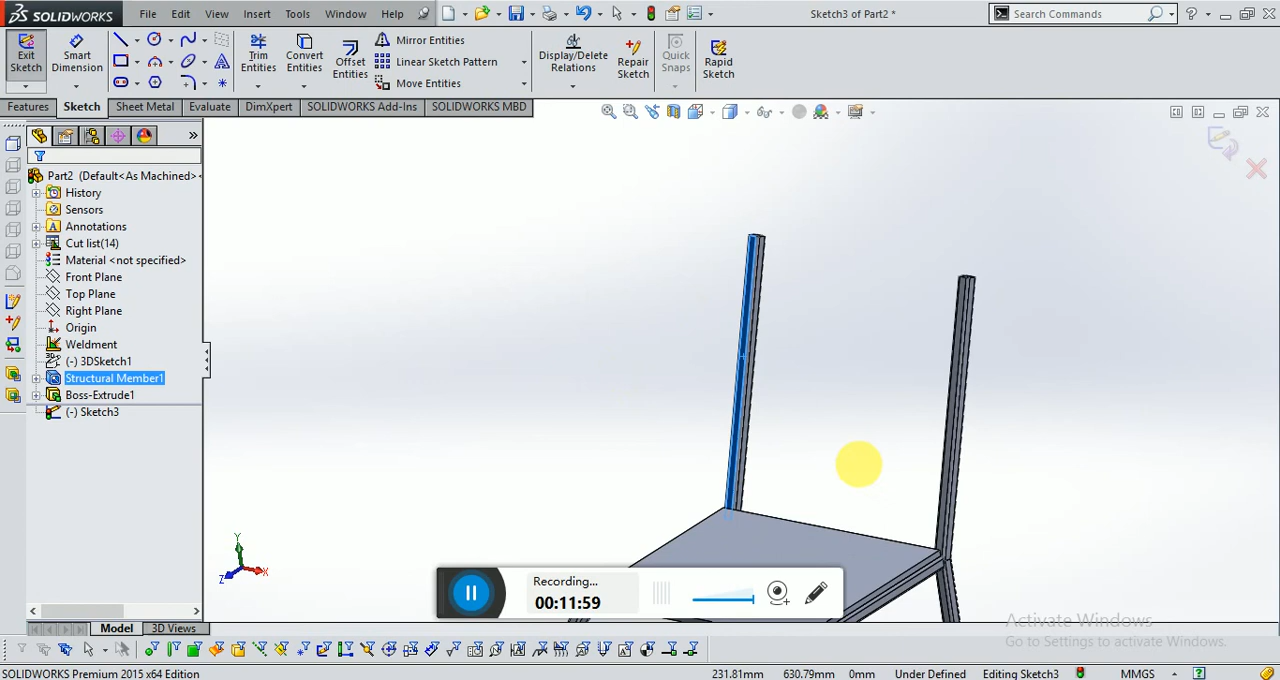 SOLIDWORKS File Edit View Insert Tools Window Help Sketch3 of Part2 * Search Commands
Exit Sketch Smart Dimension Trim Entities Convert Entities Offset Entities Mirror Entities Linear Sketch Pattern Move Entities Display/Delete Relations Repair Sketch Quick Snaps Rapid Sketch
Features Sketch Sheet Metal Evaluate DimXpert SOLIDWORKS Add-Ins SOLIDWORKS MBD
Part2 (Default<As Machined><
History
Sensors
Annotations
Cut list(14)
Material <not specified>
Front Plane
Top Plane
Right Plane
Origin
Weldment
(-) 3DSketch1
Structural Member1
Boss-Extrude1
(-) Sketch3
Y
Z X
Recording...
00:11:59
Activate Windows
Go to Settings to activate Windows.
Model 3D Views
SOLIDWORKS Premium 2015 x64 Edition 231.81mm 630.79mm 0mm Under Defined Editing Sketch3 MMGS